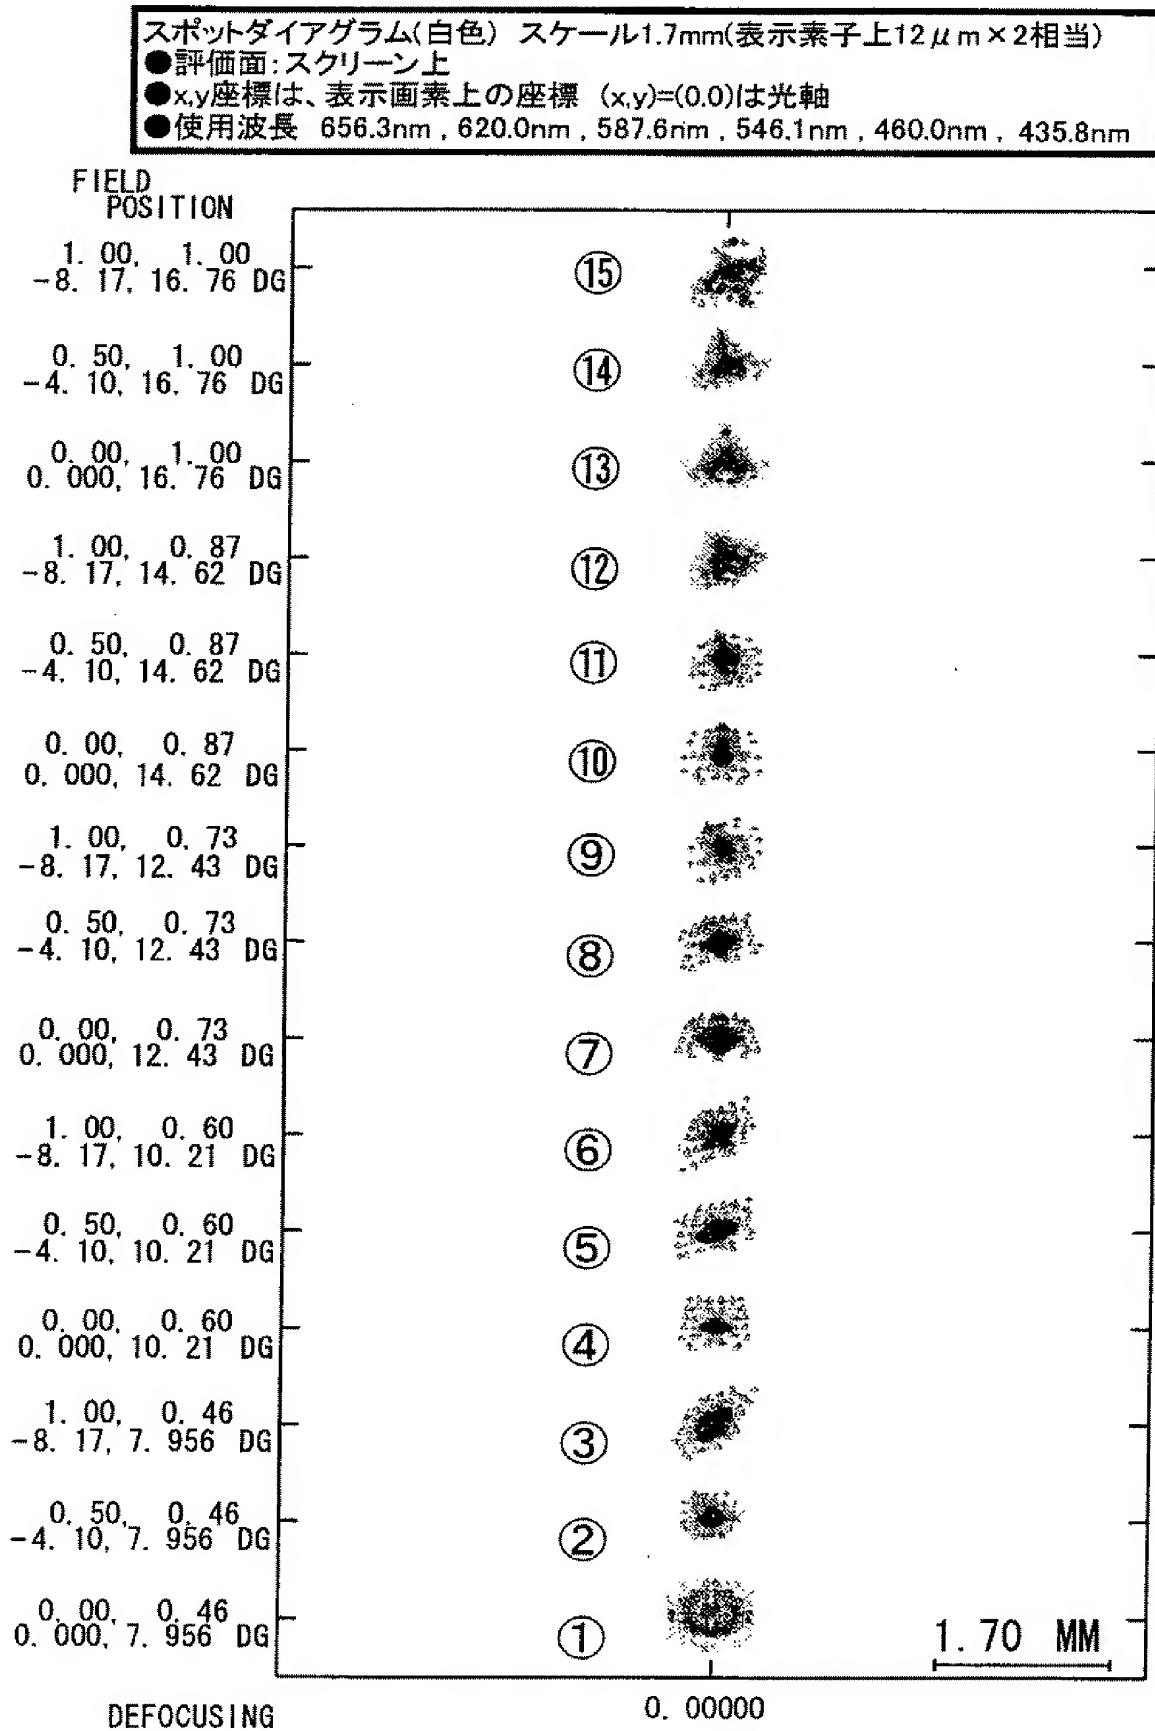 スポットダイアグラム(白色) スケール1.7mm(表示素子上12μm×2相当)
●評価面:スクリーン上
●x,y座標は、表示画素上の座標 (x,y)=(0.0)は光軸
●使用波長 656.3nm , 620.0nm , 587.6nm , 546.1nm , 460.0nm , 435.8nm
FIELD
POSITION
1. 00, 1. 00
-8. 17, 16. 76 DG
⑮
0. 50, 1. 00
-4. 10, 16. 76 DG
⑭
0. 00, 1. 00
0. 000, 16. 76 DG
⑬
1. 00, 0. 87
-8. 17, 14. 62 DG
⑫
0. 50, 0. 87
-4. 10, 14. 62 DG
⑪
0. 00, 0. 87
0. 000, 14. 62 DG
⑩
1. 00, 0. 73
-8. 17, 12. 43 DG
⑨
0. 50, 0. 73
-4. 10, 12. 43 DG
⑧
0. 00, 0. 73
0. 000, 12. 43 DG
⑦
1. 00, 0. 60
-8. 17, 10. 21 DG
⑥
0. 50, 0. 60
-4. 10, 10. 21 DG
⑤
0. 00, 0. 60
0. 000, 10. 21 DG
④
1. 00, 0. 46
-8. 17, 7. 956 DG
③
0. 50, 0. 46
-4. 10, 7. 956 DG
②
0. 00, 0. 46
0. 000, 7. 956 DG
①
1. 70 MM
DEFOCUSING
0. 00000